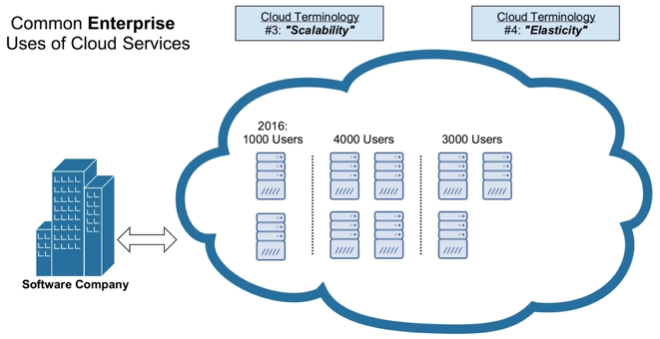 Common Enterprise
Uses of Cloud Services
Cloud Terminology
#3: "Scalability"
Cloud Terminology
#4: "Elasticity"
2016:
1000 Users
4000 Users
3000 Users
Software Company